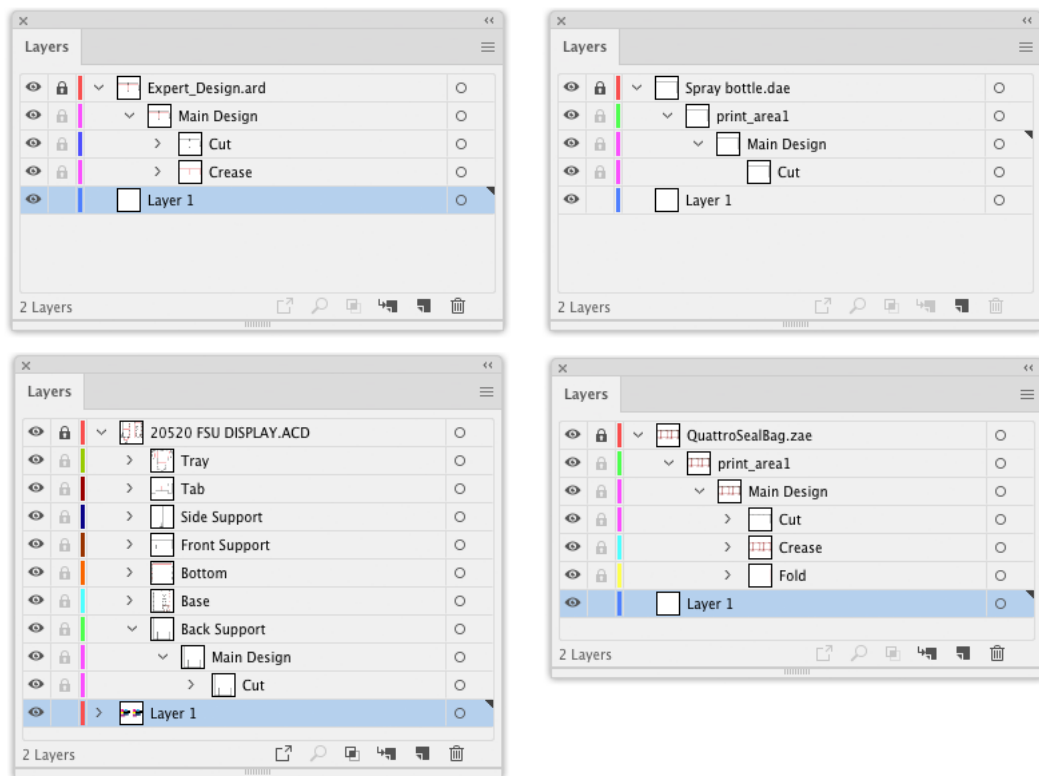 Layers
Expert_Design.ard
Main Design
Cut
Crease
Layer 1
2 Layers
Layers
Spray bottle.dae
print_area1
Main Design
Cut
Layer 1
2 Layers
Layers
20520 FSU DISPLAY.ACD
Tray
Tab
Side Support
Front Support
Bottom
Base
Back Support
Main Design
Cut
Layer 1
2 Layers
Layers
QuattroSealBag.zae
print_area1
Main Design
Cut
Crease
Fold
Layer 1
2 Layers